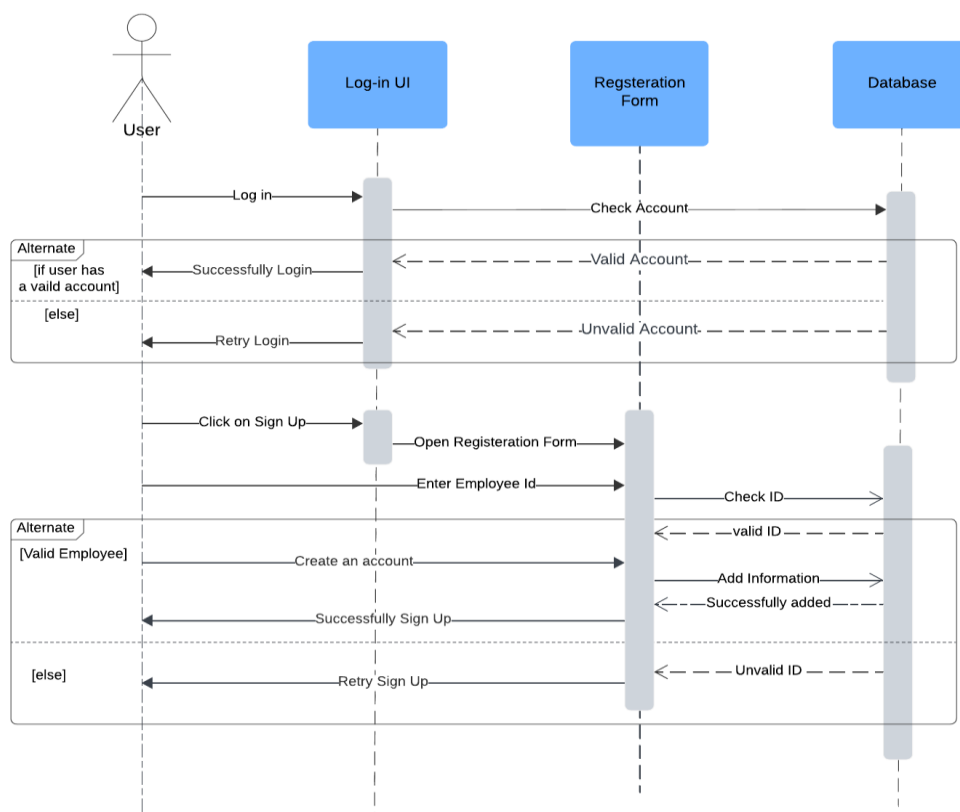 User
Log-in UI
Regsteration
Form
Database
Log in
Check Account
Alternate
[if user has
a vaild account]
Valid Account
Successfully Login
[else]
Unvalid Account
Retry Login
Click on Sign Up
Open Registeration Form
Enter Employee Id
Check ID
Alternate
[Valid Employee]
valid ID
Create an account
Add Information
Successfully added
Successfully Sign Up
[else]
Unvalid ID
Retry Sign Up